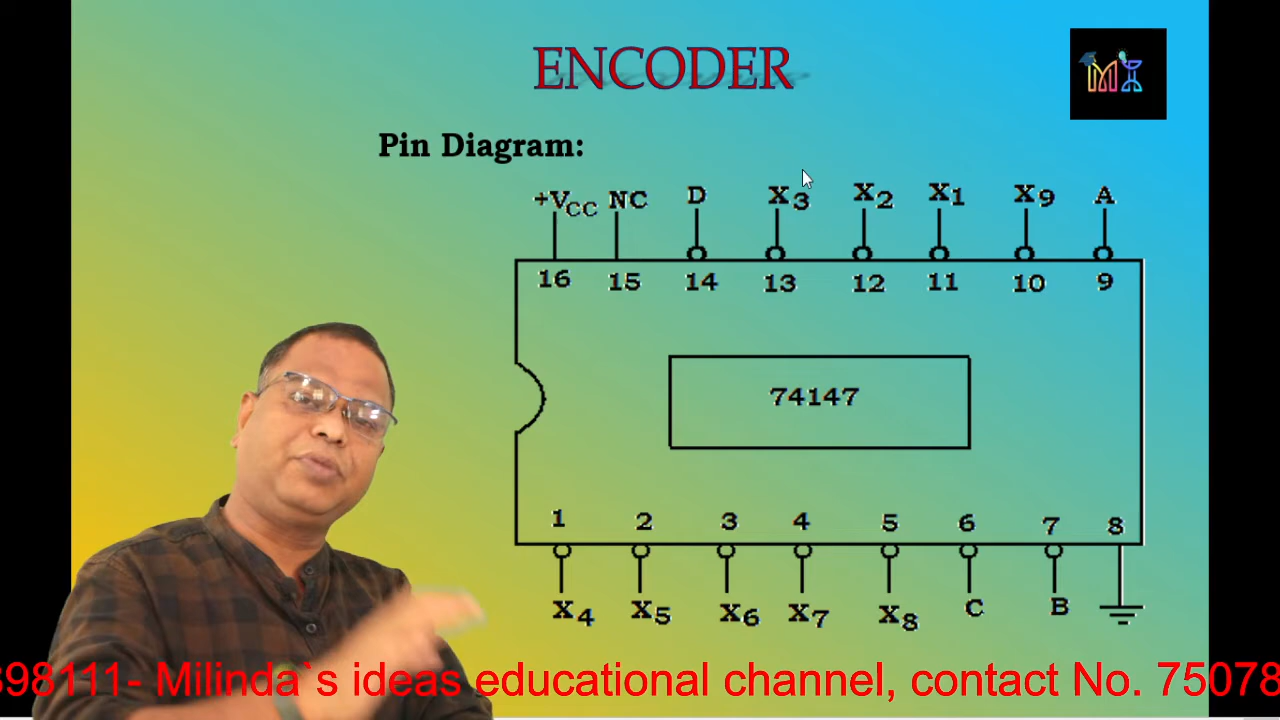 ENCODER
MI
Pin Diagram:
+VCC NC D X3 X2 X1 X9 A
16 15 14 13 12 11 10 9
74147
1 2 3 4 5 6 7 8
X4 X5 X6 X7 X8 C B
398111- Milinda`s ideas educational channel, contact No. 75078